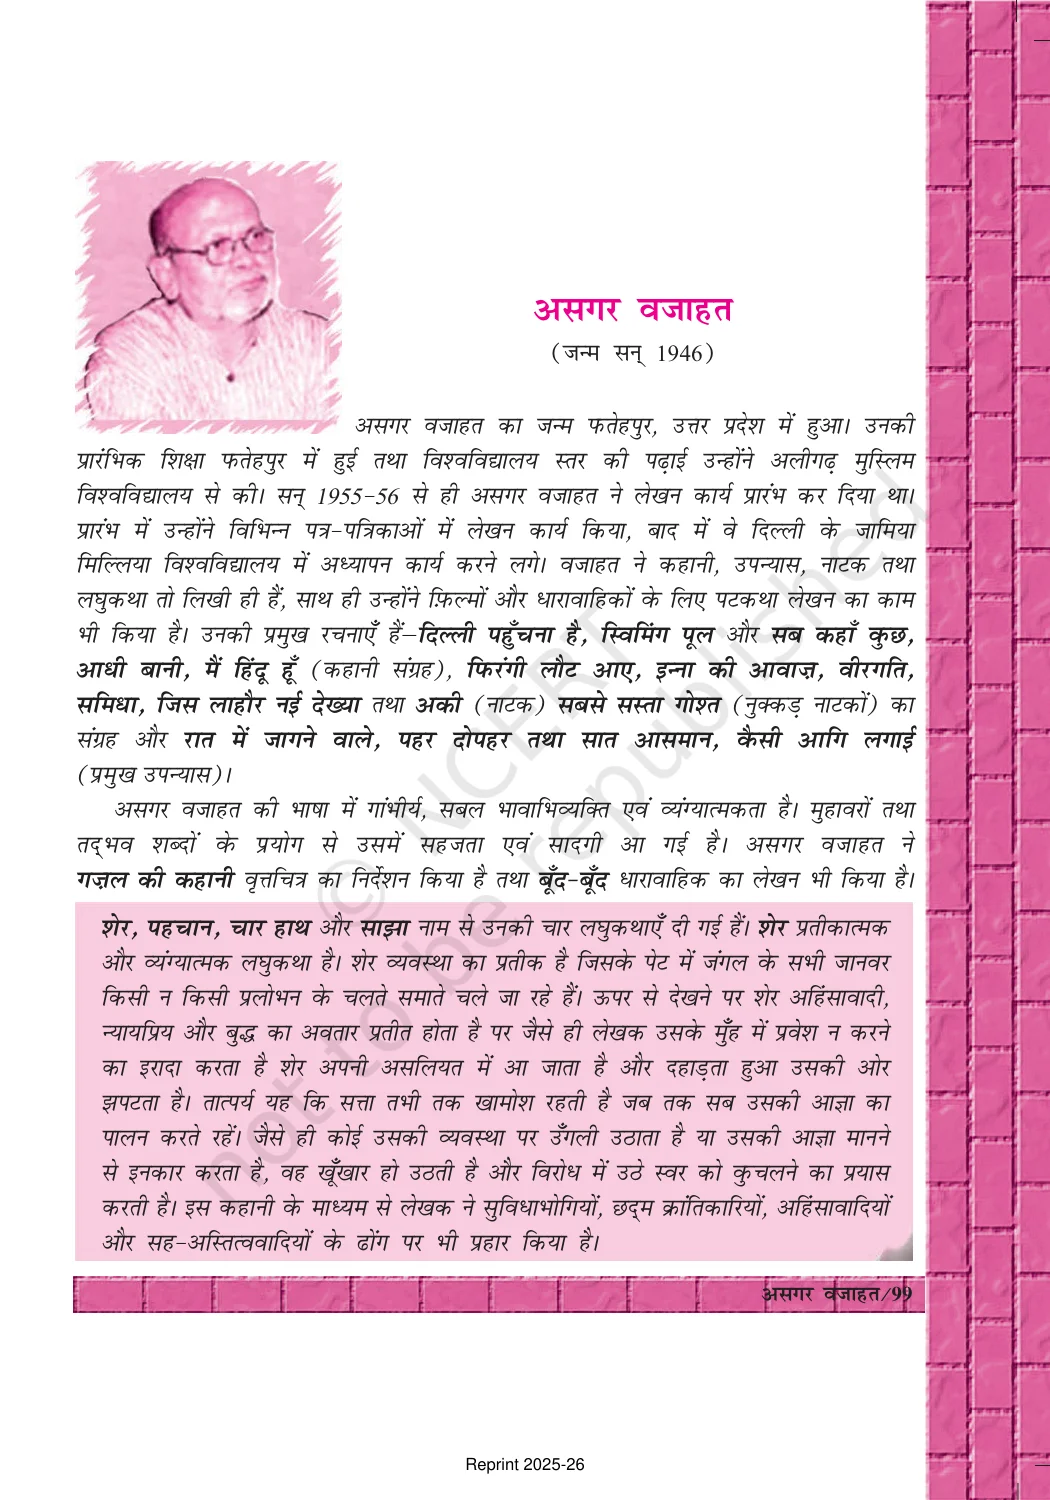 असगर वजाहत
(जन्म सन् 1946)
असगर वजाहत का जन्म फतेहपुर, उत्तर प्रदेश में हुआ। उनकी
प्रारंभिक शिक्षा फतेहपुर में हुई तथा विश्वविद्यालय स्तर की पढ़ाई उन्होंने अलीगढ़ मुस्लिम
विश्वविद्यालय से की। सन् 1955-56 से ही असगर वजाहत ने लेखन कार्य प्रारंभ कर दिया था।
प्रारंभ में उन्होंने विभिन्न पत्र-पत्रिकाओं में लेखन कार्य किया, बाद में वे दिल्ली के जामिया
मिल्लिया विश्वविद्यालय में अध्यापन कार्य करने लगे। वजाहत ने कहानी, उपन्यास, नाटक तथा
लघुकथा तो लिखी ही हैं, साथ ही उन्होंने फ़िल्मों और धारावाहिकों के लिए पटकथा लेखन का काम
भी किया है। उनकी प्रमुख रचनाएँ हैं–दिल्ली पहुँचना है, स्विमिंग पूल और सब कहाँ कुछ,
आधी बानी, मैं हिंदू हूँ (कहानी संग्रह), फिरंगी लौट आए, इन्ना की आवाज़, वीरगति,
समिधा, जिस लाहौर नई देख्या तथा अकी (नाटक) सबसे सस्ता गोश्त (नुक्कड़ नाटकों) का
संग्रह और रात में जागने वाले, पहर दोपहर तथा सात आसमान, कैसी आगि लगाई
(प्रमुख उपन्यास)।
असगर वजाहत की भाषा में गांभीर्य, सबल भावाभिव्यक्ति एवं व्यंग्यात्मकता है। मुहावरों तथा
तद्भव शब्दों के प्रयोग से उसमें सहजता एवं सादगी आ गई है। असगर वजाहत ने
गज़ल की कहानी वृत्तचित्र का निर्देशन किया है तथा बूँद-बूँद धारावाहिक का लेखन भी किया है।
शेर, पहचान, चार हाथ और साझा नाम से उनकी चार लघुकथाएँ दी गई हैं। शेर प्रतीकात्मक
और व्यंग्यात्मक लघुकथा है। शेर व्यवस्था का प्रतीक है जिसके पेट में जंगल के सभी जानवर
किसी न किसी प्रलोभन के चलते समाते चले जा रहे हैं। ऊपर से देखने पर शेर अहिंसावादी,
न्यायप्रिय और बुद्ध का अवतार प्रतीत होता है पर जैसे ही लेखक उसके मुँह में प्रवेश न करने
का इरादा करता है शेर अपनी असलियत में आ जाता है और दहाड़ता हुआ उसकी ओर
झपटता है। तात्पर्य यह कि सत्ता तभी तक खामोश रहती है जब तक सब उसकी आज्ञा का
पालन करते रहें। जैसे ही कोई उसकी व्यवस्था पर उँगली उठाता है या उसकी आज्ञा मानने
से इनकार करता है, वह खूँखार हो उठती है और विरोध में उठे स्वर को कुचलने का प्रयास
करती है। इस कहानी के माध्यम से लेखक ने सुविधाभोगियों, छद्म क्रांतिकारियों, अहिंसावादियों
और सह-अस्तित्ववादियों के ढोंग पर भी प्रहार किया है।
असगर वजाहत/99
© NCERT
not to be republished
Reprint 2025-26